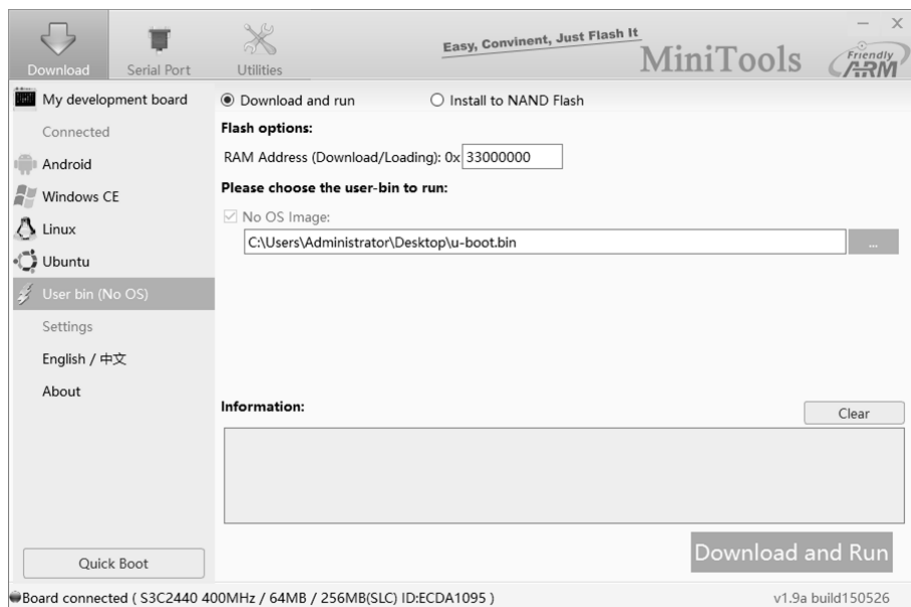 Download
Serial Port
Utilities
Easy, Convinent, Just Flash It
MiniTools
Friendly
ARM
My development board
Connected
Android
Windows CE
Linux
Ubuntu
User bin (No OS)
Settings
English / 中文
About
Quick Boot
Download and run
Install to NAND Flash
Flash options:
RAM Address (Download/Loading): 0x 33000000
Please choose the user-bin to run:
No OS Image:
C:\Users\Administrator\Desktop\u-boot.bin
...
Information:
Clear
Download and Run
Board connected ( S3C2440 400MHz / 64MB / 256MB(SLC) ID:ECDA1095 )
v1.9a build150526